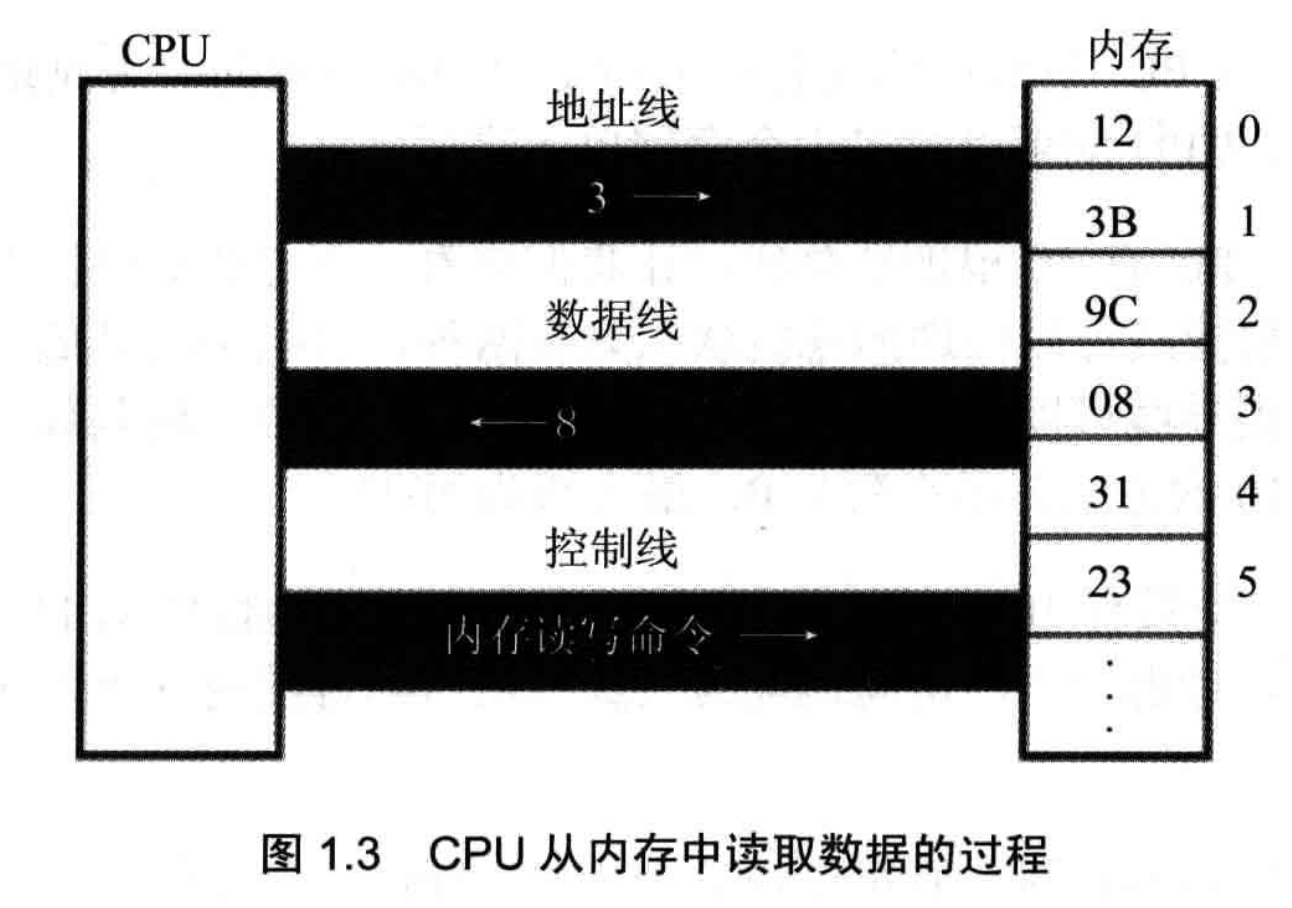 CPU
内存
地址线
12 0
3 →
3B 1
数据线
9C 2
← 8
08 3
31 4
控制线
23 5
内存读写命令 →
.
.
.
图 1.3 CPU 从内存中读取数据的过程